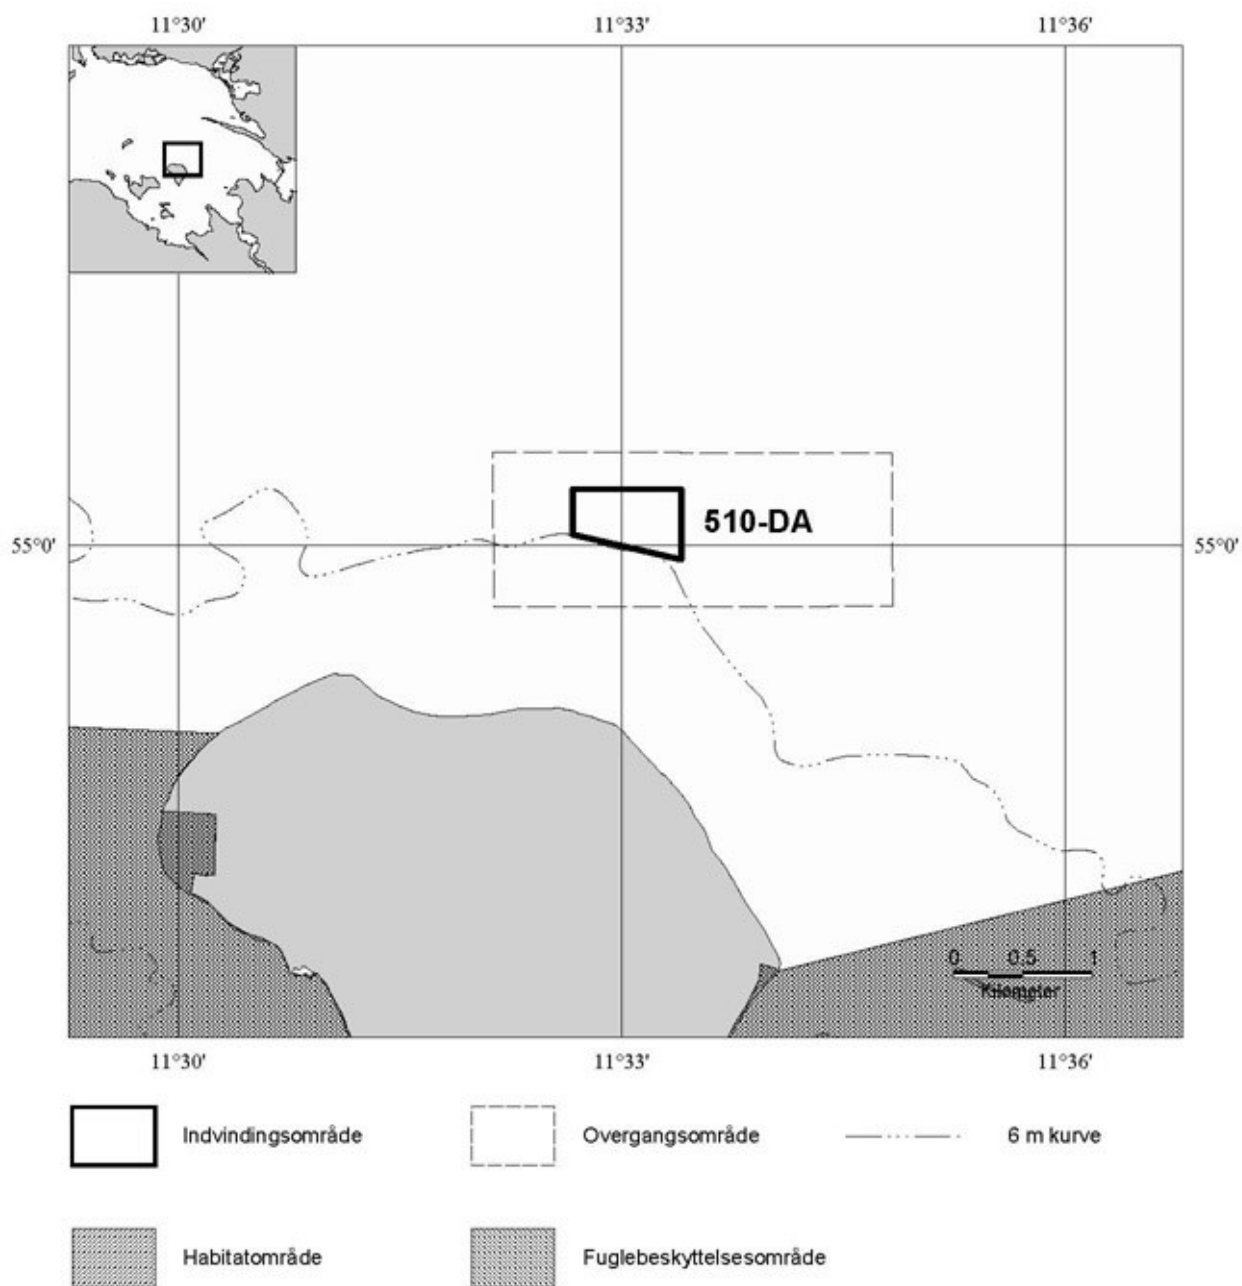 11°30' 11°33' 11°36'
510-DA
55°0' 55°0'
0 0.5 1
Kilometer
11°30' 11°33' 11°36'
Indvindingsområde Overgangsområde 6 m kurve
Habitatområde Fuglebeskyttelsesområde